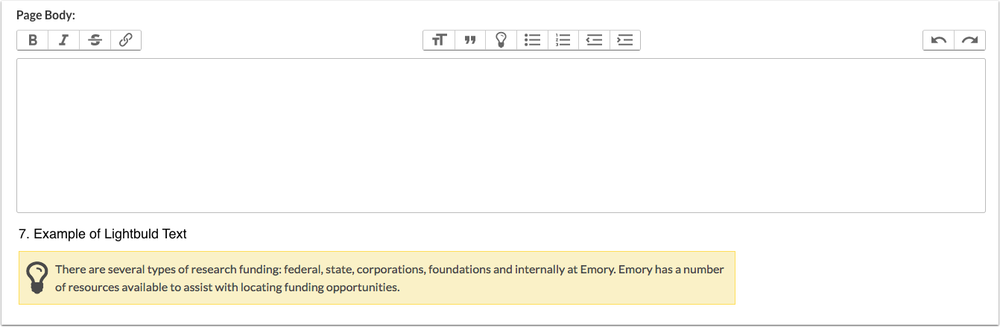 Page Body:
B I S
TT
7. Example of Lightbuld Text
There are several types of research funding: federal, state, corporations, foundations and internally at Emory. Emory has a number
of resources available to assist with locating funding opportunities.